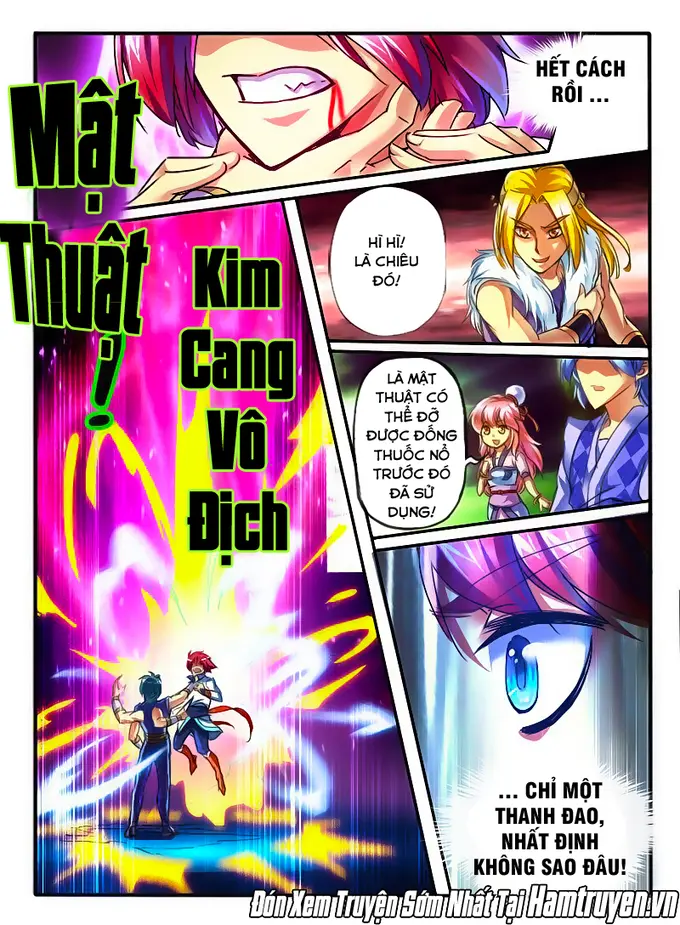 HẾT CÁCH
RỒI ...
Mật
Thuật!
Kim
Cang
Vô
Địch
HÌ HÌ!
LÀ CHIÊU
ĐÓ!
LÀ MẬT
THUẬT CÓ
THỂ ĐỠ
ĐƯỢC ĐỐNG
THUỐC NỔ
TRƯỚC ĐÓ
ĐÃ SỬ
DỤNG!
... CHỈ MỘT
THANH ĐAO,
NHẤT ĐỊNH
KHÔNG SAO ĐÂU!
Đón Xem Truyện Sớm Nhất Tại Hamtruyen.vn